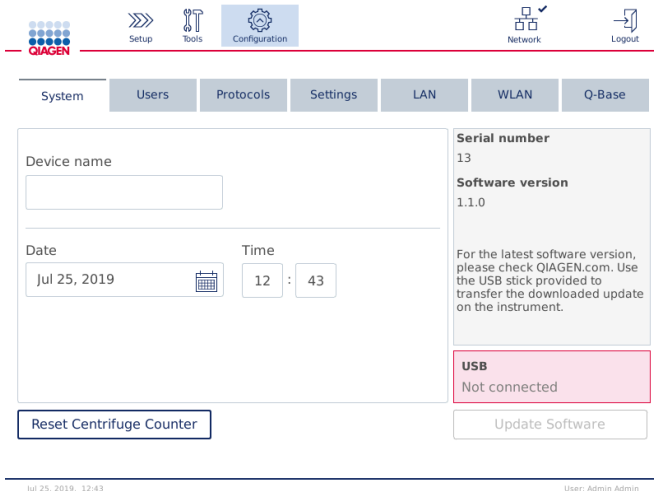 QIAGEN
Setup
Tools
Configuration
Network
Logout
System
Users
Protocols
Settings
LAN
WLAN
Q-Base
Device name
Date
Time
Jul 25, 2019
12 : 43
Serial number
13
Software version
1.1.0
For the latest software version,
please check QIAGEN.com. Use
the USB stick provided to
transfer the downloaded update
on the instrument.
USB
Not connected
Reset Centrifuge Counter
Update Software
Jul 25, 2019, 12:43
User: Admin Admin